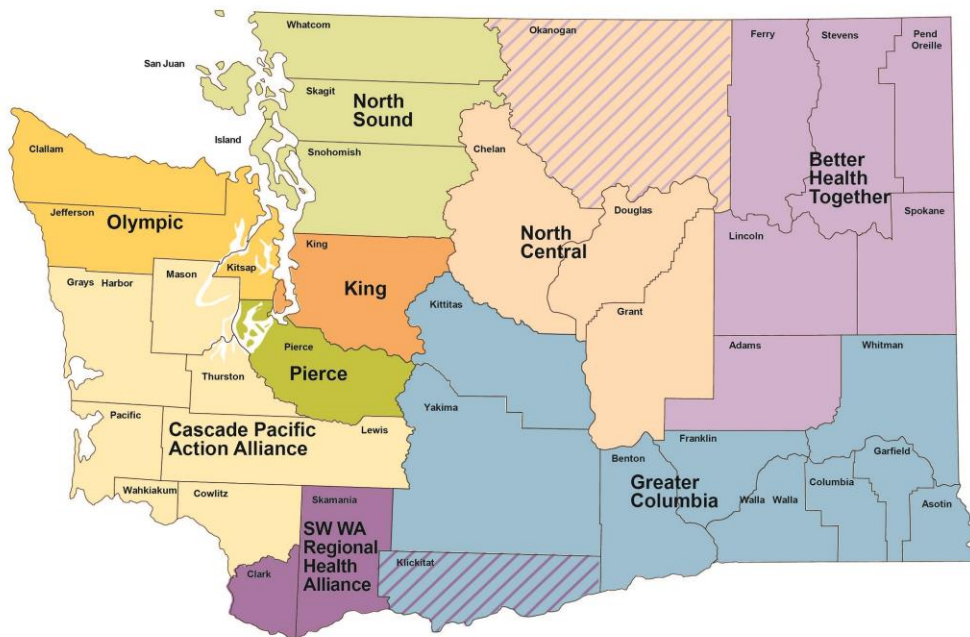 Whatcom
Okanogan
Ferry
Stevens
Pend
Oreille
San Juan
Skagit
North
Sound
Island
Clallam
Snohomish
Chelan
Better
Health
Together
Jefferson
Olympic
Douglas
Spokane
King
North
Central
Lincoln
Grays Harbor
Mason
Kitsap
King
Kittitas
Grant
Pierce
Pierce
Adams
Whitman
Thurston
Yakima
Pacific
Cascade Pacific
Action Alliance
Lewis
Franklin
Benton
Greater
Columbia
Garfield
Walla Walla
Columbia
Asotin
Wahkiakum
Cowlitz
Skamania
SW WA
Regional
Health
Alliance
Clark
Klickitat